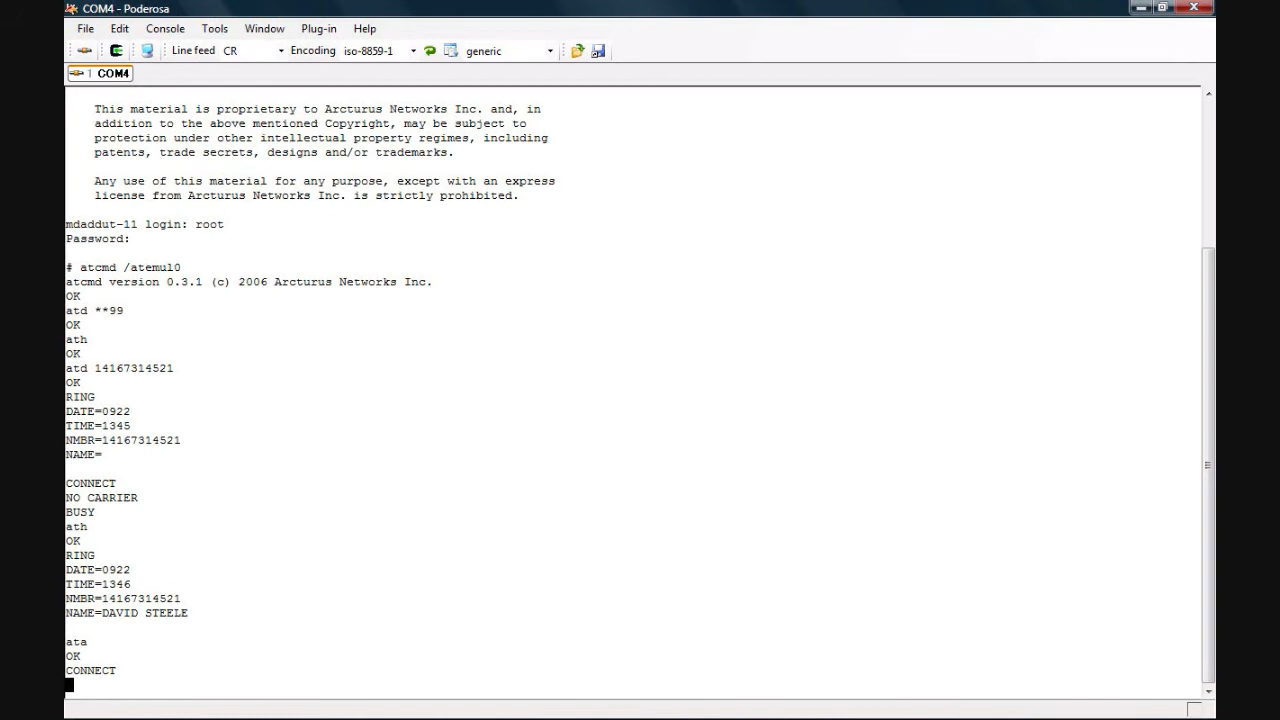 COM4 - Poderosa
File Edit Console Tools Window Plug-in Help
Line feed CR Encoding iso-8859-1 generic
1 COM4
This material is proprietary to Arcturus Networks Inc. and, in
addition to the above mentioned Copyright, may be subject to
protection under other intellectual property regimes, including
patents, trade secrets, designs and/or trademarks.
Any use of this material for any purpose, except with an express
license from Arcturus Networks Inc. is strictly prohibited.
mdaddut-11 login: root
Password:
# atcmd /atemul0
atcmd version 0.3.1 (c) 2006 Arcturus Networks Inc.
OK
atd **99
OK
ath
OK
atd 14167314521
OK
RING
DATE=0922
TIME=1345
NMBR=14167314521
NAME=
CONNECT
NO CARRIER
BUSY
ath
OK
RING
DATE=0922
TIME=1346
NMBR=14167314521
NAME=DAVID STEELE
ata
OK
CONNECT